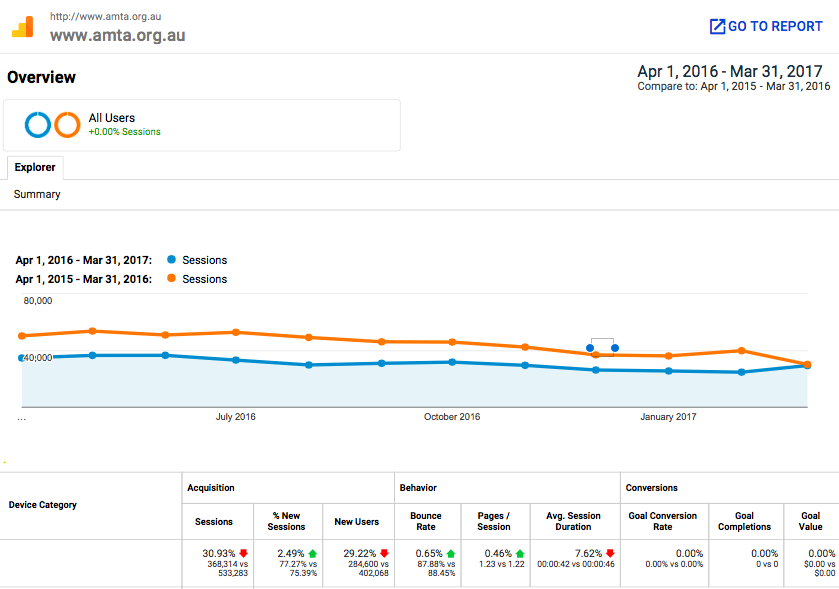 http://www.amta.org.au
www.amta.org.au
GO TO REPORT
Overview
Apr 1, 2016 - Mar 31, 2017
Compare to: Apr 1, 2015 - Mar 31, 2016
All Users
+0.00% Sessions
Explorer
Summary
Apr 1, 2016 - Mar 31, 2017: Sessions
Apr 1, 2015 - Mar 31, 2016: Sessions
80,000
40,000
... July 2016 October 2016 January 2017
Device Category
Acquisition Behavior Conversions
Sessions
% New
Sessions
New Users
Bounce
Rate
Pages /
Session
Avg. Session
Duration
Goal Conversion
Rate
Goal
Completions
Goal
Value
30.93%
368,314 vs
533,283
2.49%
77.27% vs
75.39%
29.22%
284,600 vs
402,068
0.65%
87.88% vs
88.45%
0.46%
1.23 vs 1.22
7.62%
00:00:42 vs 00:00:46
0.00%
0.00% vs 0.00%
0.00%
0 vs 0
0.00%
$0.00 vs
$0.00